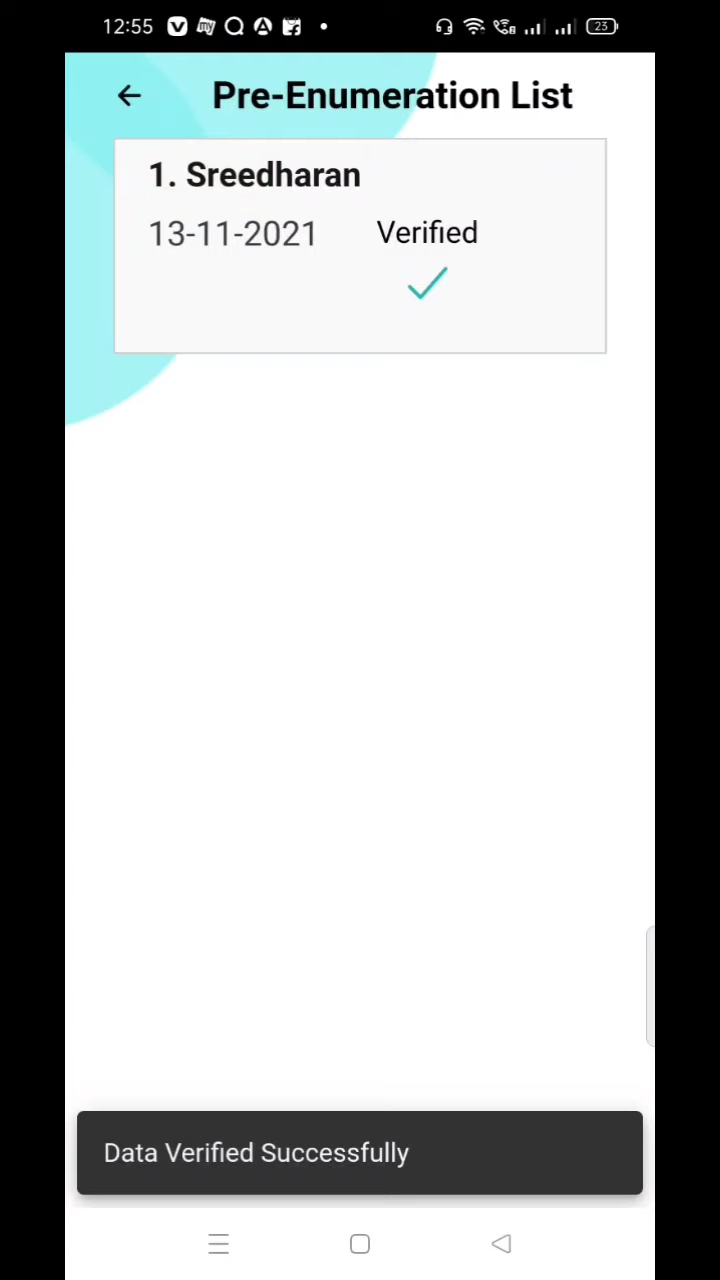 12:55
23
Pre-Enumeration List
1. Sreedharan
13-11-2021 Verified
Data Verified Successfully